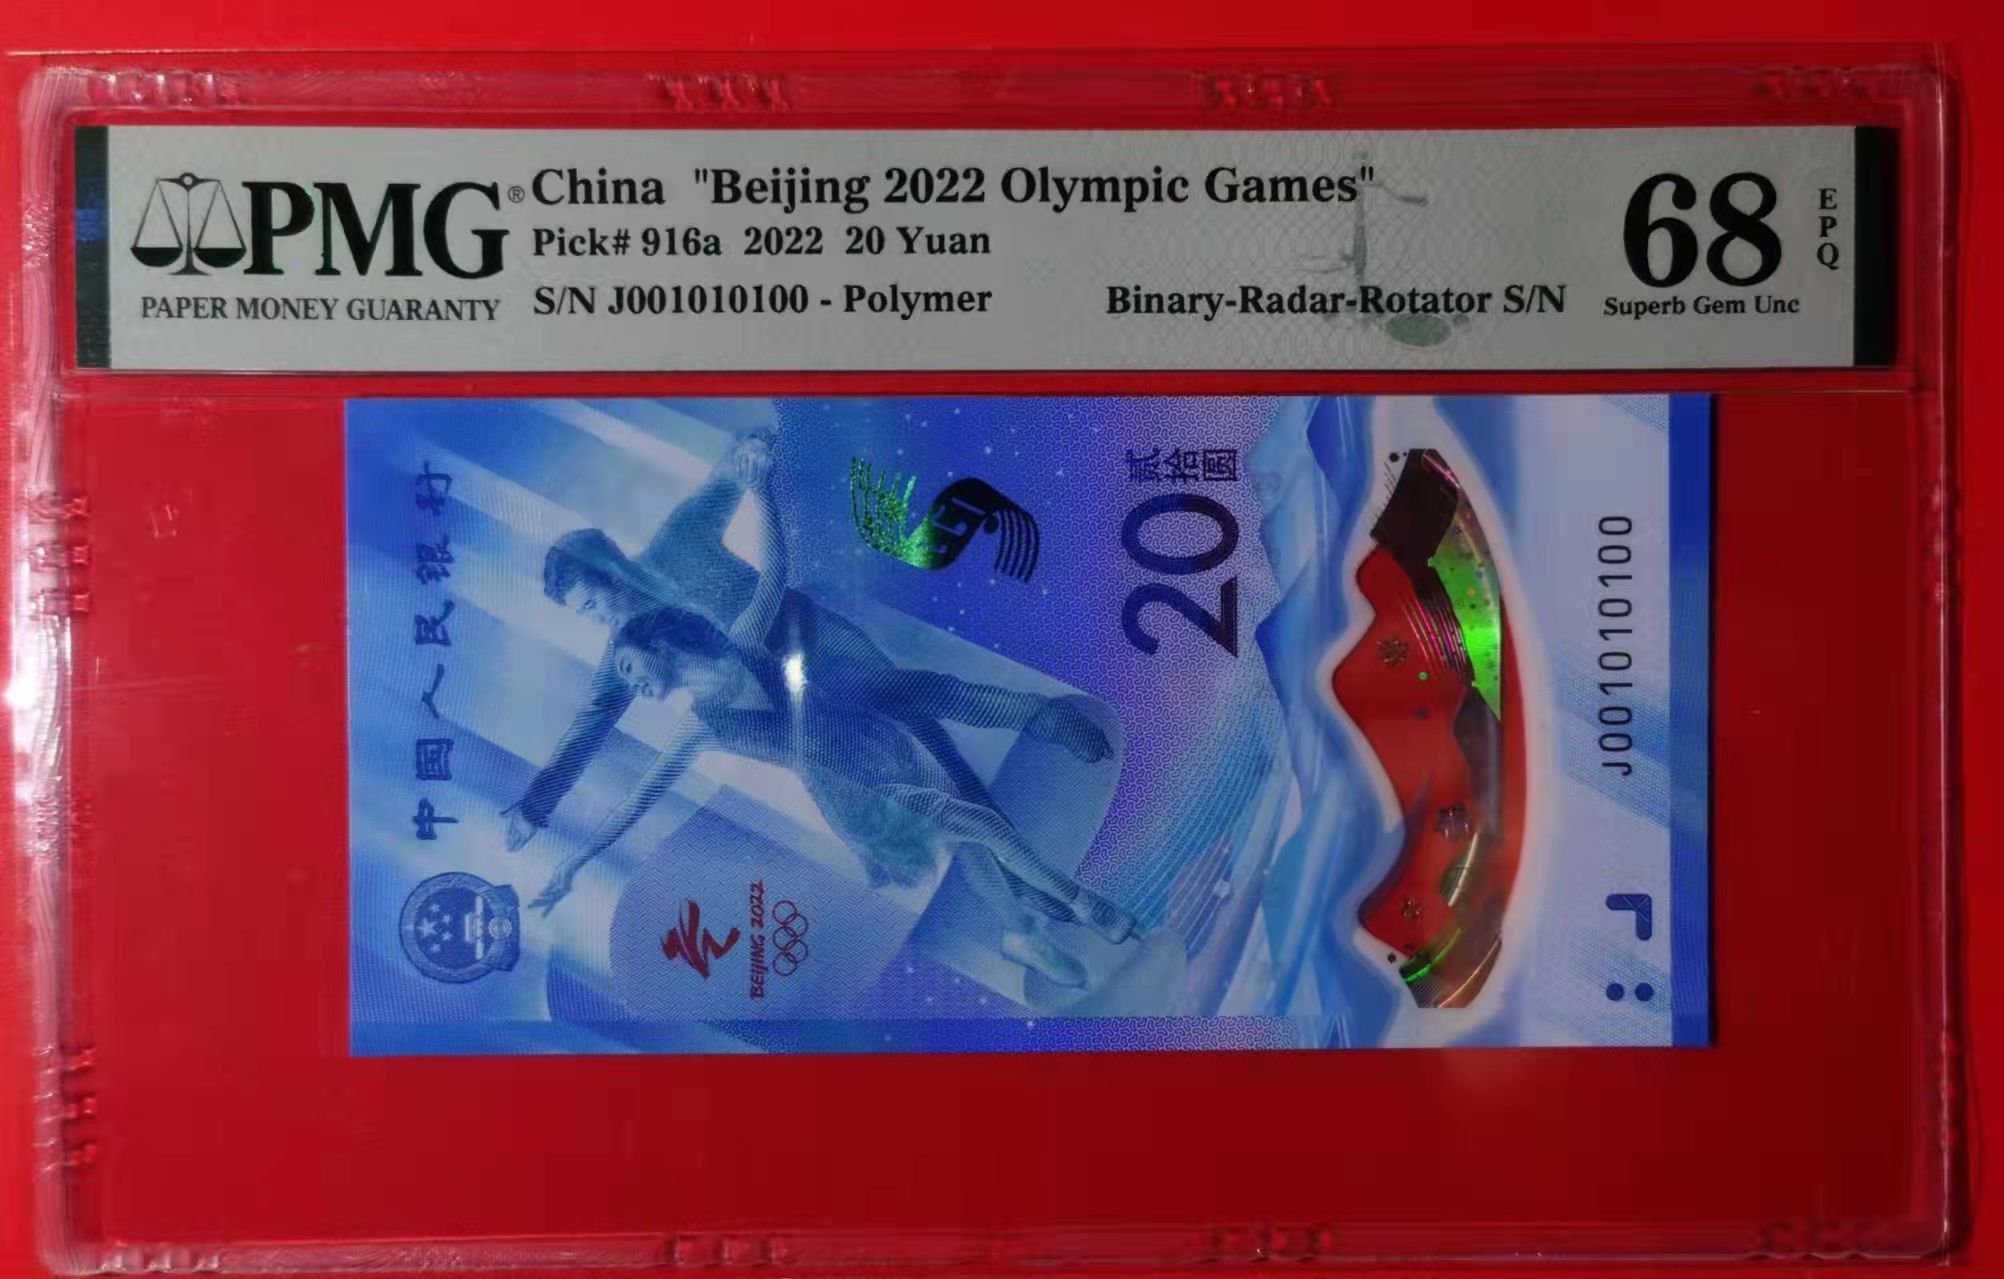 PMG®
PAPER MONEY GUARANTY
China "Beijing 2022 Olympic Games"
Pick# 916a 2022 20 Yuan
S/N J001010100 - Polymer
Binary-Radar-Rotator S/N
68
EPQ
Superb Gem Unc
中国人民银行
BEIJING 2022
贰拾圆
20
J001010100